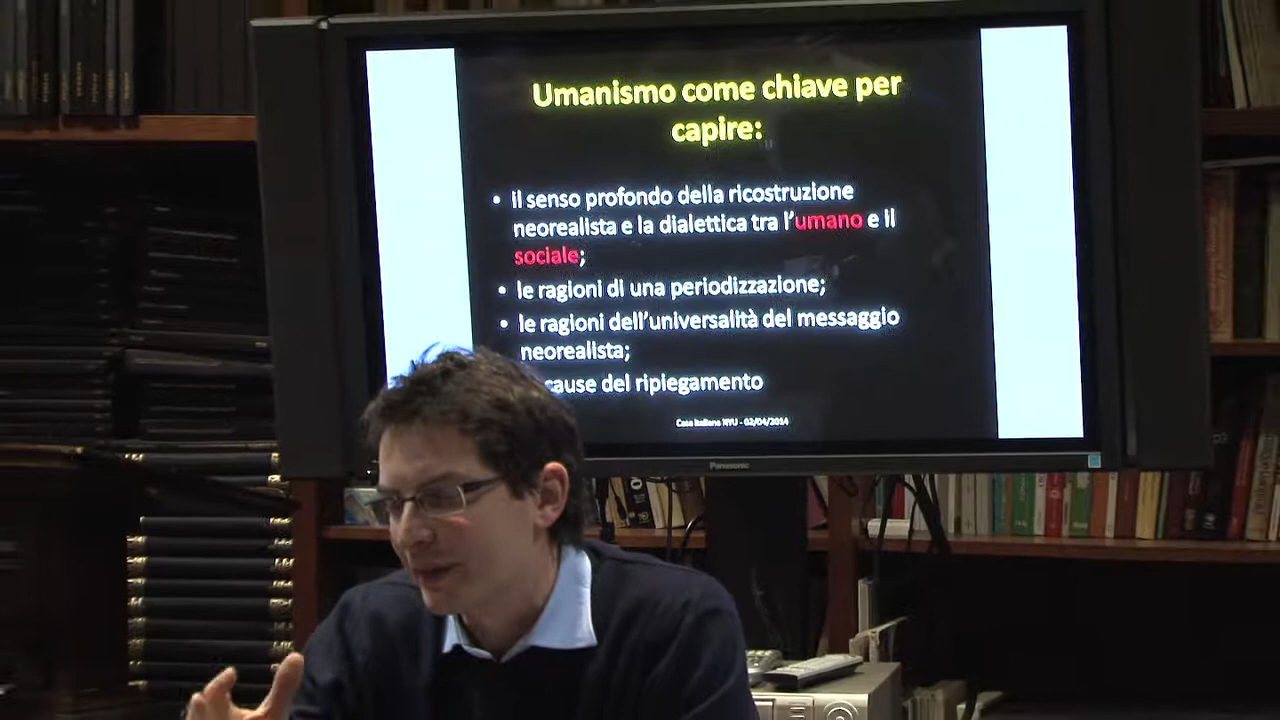 Umanismo come chiave per
capire:
• il senso profondo della ricostruzione
neorealista e la dialettica tra l'umano e il
sociale;
• le ragioni di una periodizzazione;
• le ragioni dell'universalità del messaggio
neorealista;
cause del ripiegamento
Casa Italiana NYU - 02/04/2014
Panasonic